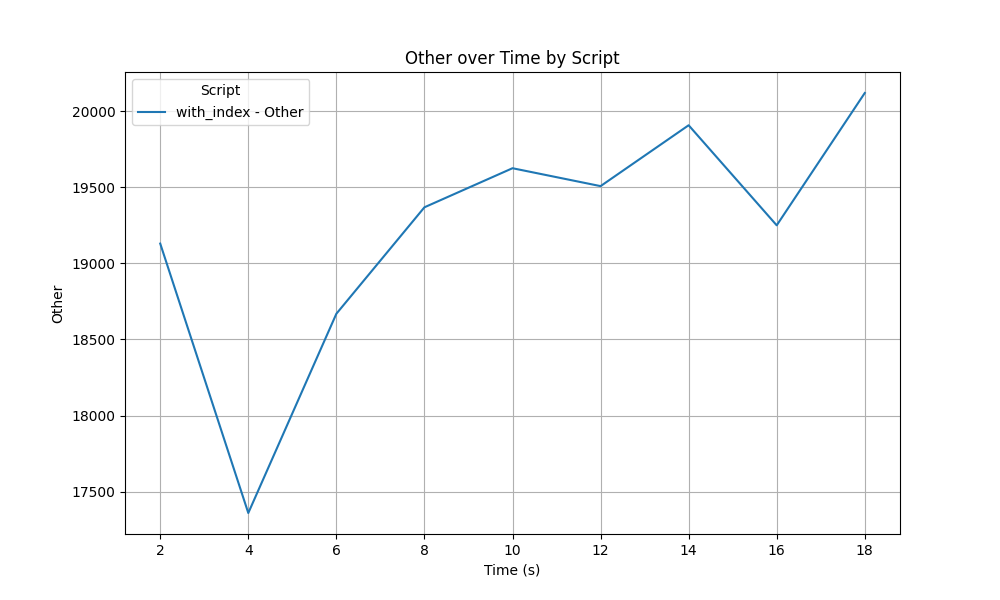 Other over Time by Script
Script
with_index - Other
Other
20000
19500
19000
18500
18000
17500
2 4 6 8 10 12 14 16 18
Time (s)